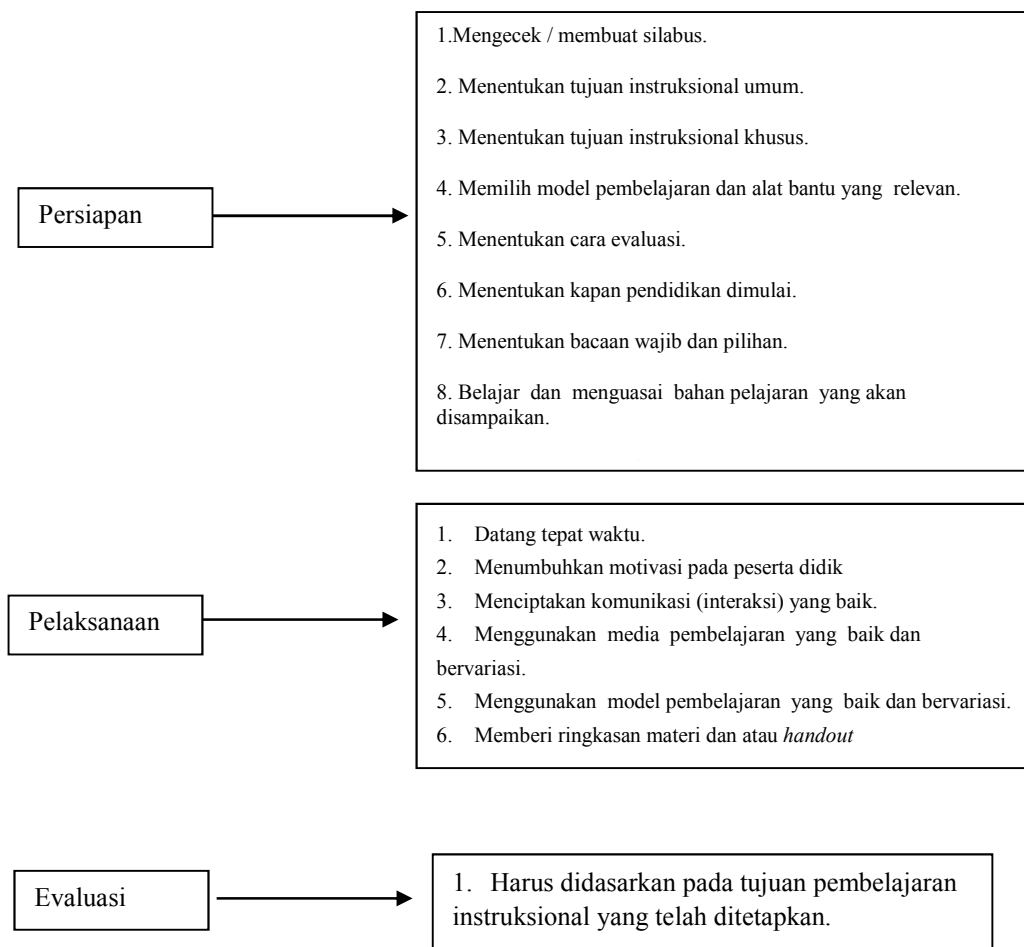 1.Mengecek / membuat silabus.
2. Menentukan tujuan instruksional umum.
3. Menentukan tujuan instruksional khusus.
Persiapan
4. Memilih model pembelajaran dan alat bantu yang relevan.
5. Menentukan cara evaluasi.
6. Menentukan kapan pendidikan dimulai.
7. Menentukan bacaan wajib dan pilihan.
8. Belajar dan menguasai bahan pelajaran yang akan
disampaikan.
Pelaksanaan
1. Datang tepat waktu.
2. Menumbuhkan motivasi pada peserta didik
3. Menciptakan komunikasi (interaksi) yang baik.
4. Menggunakan media pembelajaran yang baik dan
bervariasi.
5. Menggunakan model pembelajaran yang baik dan bervariasi.
6. Memberi ringkasan materi dan atau handout
Evaluasi
1. Harus didasarkan pada tujuan pembelajaran
instruksional yang telah ditetapkan.